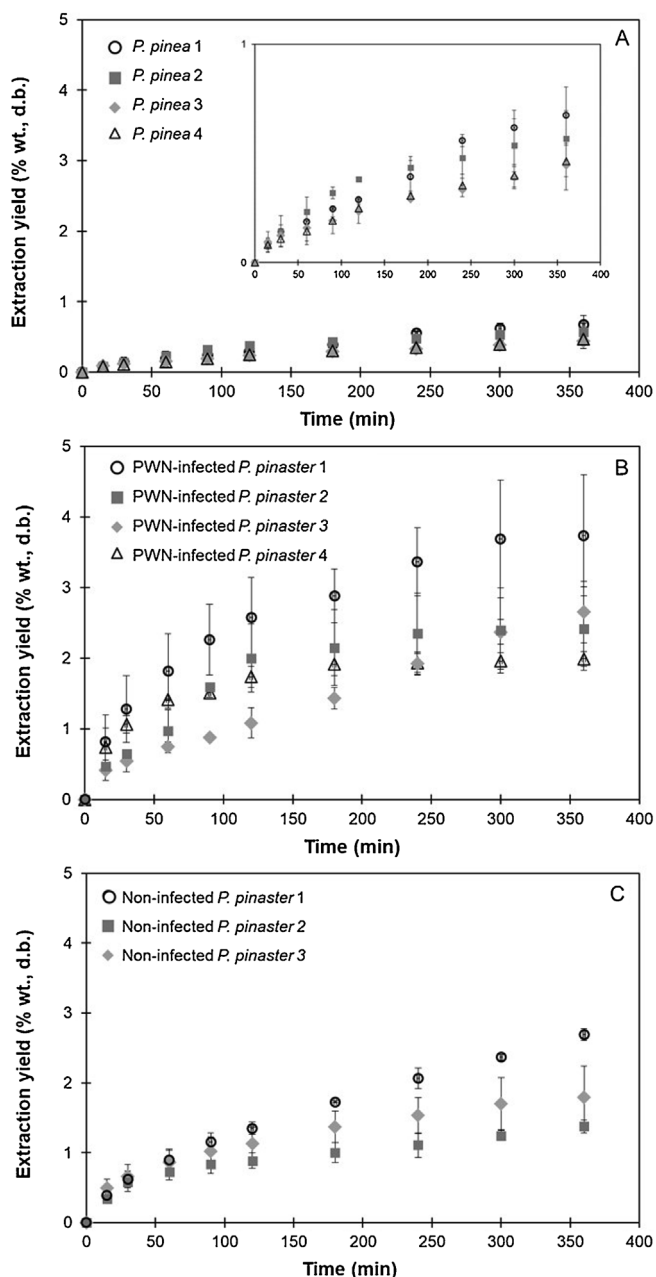 A
P. pinea 1
P. pinea 2
P. pinea 3
P. pinea 4
Extraction yield (% wt., d.b.)
5
4
3
2
1
0
1
0
0 50 100 150 200 250 300 350 400
0 50 100 150 200 250 300 350 400
Time (min)
B
PWN-infected P. pinaster 1
PWN-infected P. pinaster 2
PWN-infected P. pinaster 3
PWN-infected P. pinaster 4
Extraction yield (% wt., d.b.)
5
4
3
2
1
0
0 50 100 150 200 250 300 350 400
Time (min)
C
Non-infected P. pinaster 1
Non-infected P. pinaster 2
Non-infected P. pinaster 3
Extraction yield (% wt., d.b.)
5
4
3
2
1
0
0 50 100 150 200 250 300 350 400
Time (min)